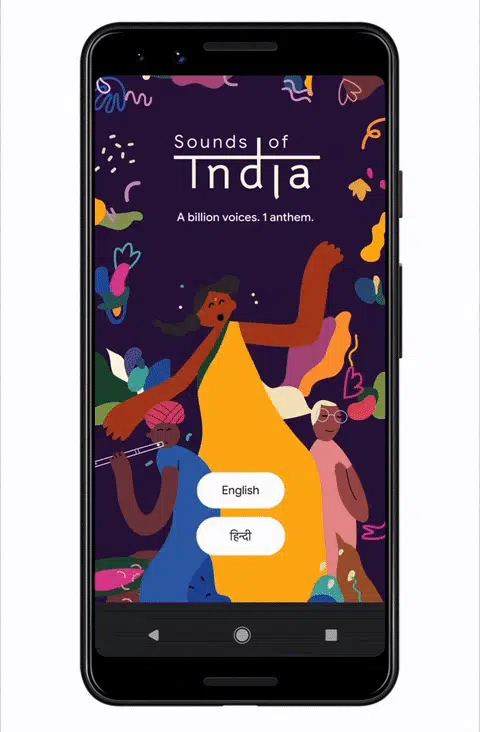 Sounds of
India
A billion voices. 1 anthem.
English
हिन्दी